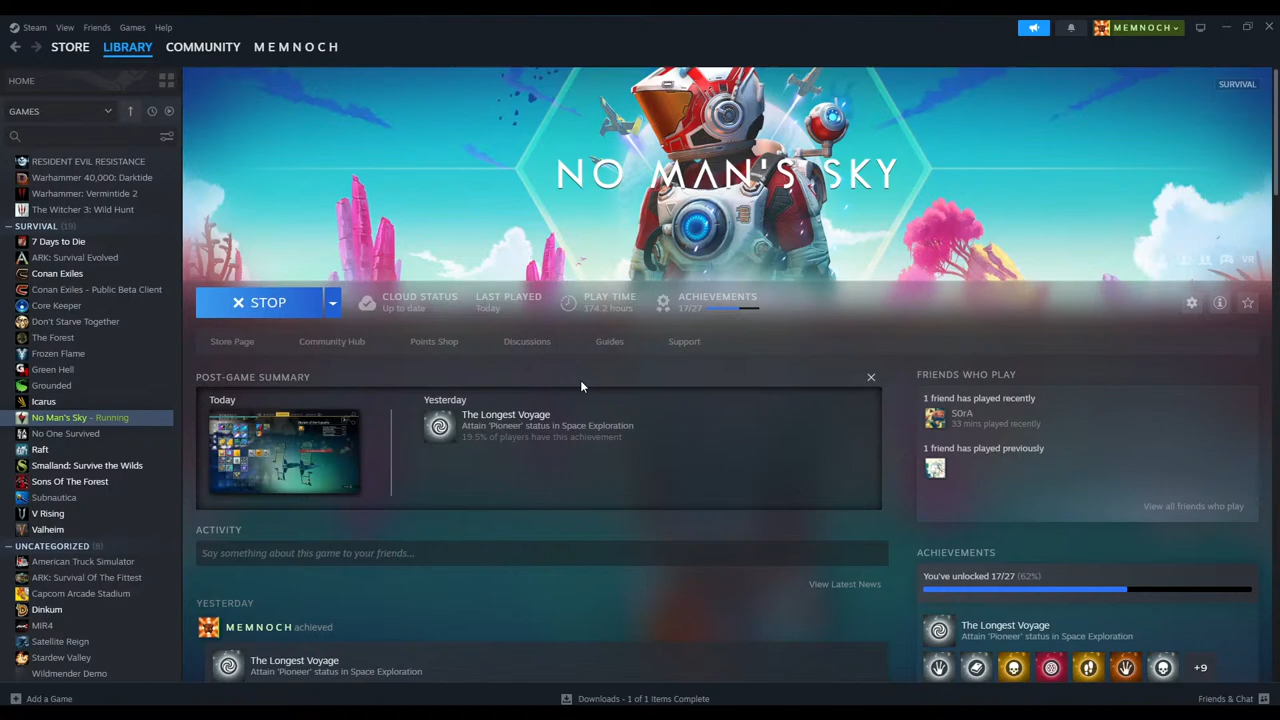 Steam View Friends Games Help
MEMNOCH
STORE LIBRARY COMMUNITY MEMNOCH
HOME
GAMES
RESIDENT EVIL RESISTANCE
Warhammer 40,000: Darktide
Warhammer: Vermintide 2
The Witcher 3: Wild Hunt
SURVIVAL (19)
7 Days to Die
ARK: Survival Evolved
Conan Exiles
Conan Exiles - Public Beta Client
Core Keeper
Don't Starve Together
The Forest
Frozen Flame
Green Hell
Grounded
Icarus
No Man's Sky - Running
No One Survived
Raft
Smalland: Survive the Wilds
Sons Of The Forest
Subnautica
V Rising
Valheim
UNCATEGORIZED (8)
American Truck Simulator
ARK: Survival Of The Fittest
Capcom Arcade Stadium
Dinkum
MIR4
Satellite Reign
Stardew Valley
Wildmender Demo
SURVIVAL
NO MAN'S SKY
VR
STOP
CLOUD STATUS
Up to date
LAST PLAYED
Today
PLAY TIME
174.2 hours
ACHIEVEMENTS
17/27
Store Page Community Hub Points Shop Discussions Guides Support
POST-GAME SUMMARY
Today
Yesterday
The Longest Voyage
Attain 'Pioneer' status in Space Exploration
19.5% of players have this achievement
ACTIVITY
Say something about this game to your friends...
View Latest News
YESTERDAY
MEMNOCH achieved
The Longest Voyage
Attain 'Pioneer' status in Space Exploration
FRIENDS WHO PLAY
1 friend has played recently
S0rA
33 mins played recently
1 friend has played previously
View all friends who play
ACHIEVEMENTS
You've unlocked 17/27 (62%)
The Longest Voyage
Attain 'Pioneer' status in Space Exploration
+9
Add a Game
Downloads - 1 of 1 Items Complete
Friends & Chat